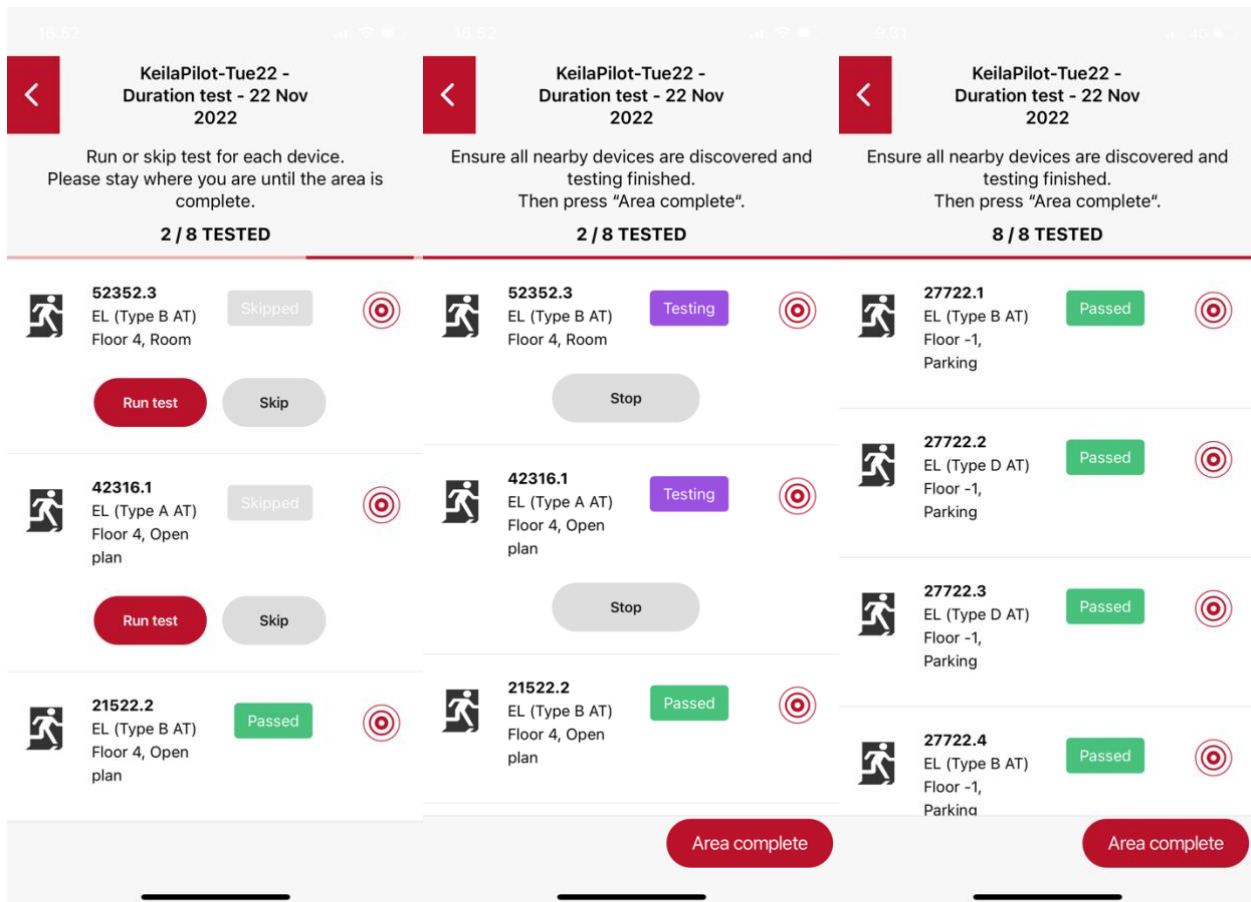 16.52
KeilaPilot-Tue22 -
Duration test - 22 Nov
2022
Run or skip test for each device.
Please stay where you are until the area is
complete.
2 / 8 TESTED
52352.3
EL (Type B AT)
Floor 4, Room
Skipped
Run test
Skip
42316.1
EL (Type A AT)
Floor 4, Open
plan
Skipped
Run test
Skip
21522.2
EL (Type B AT)
Floor 4, Open
plan
Passed
16.52
KeilaPilot-Tue22 -
Duration test - 22 Nov
2022
Ensure all nearby devices are discovered and
testing finished.
Then press “Area complete“.
2 / 8 TESTED
52352.3
EL (Type B AT)
Floor 4, Room
Testing
Stop
42316.1
EL (Type A AT)
Floor 4, Open
plan
Testing
Stop
21522.2
EL (Type B AT)
Floor 4, Open
plan
Passed
Area complete
KeilaPilot-Tue22 -
Duration test - 22 Nov
2022
Ensure all nearby devices are discovered and
testing finished.
Then press “Area complete“.
8 / 8 TESTED
27722.1
EL (Type B AT)
Floor -1,
Parking
Passed
27722.2
EL (Type D AT)
Floor -1,
Parking
Passed
27722.3
EL (Type D AT)
Floor -1,
Parking
Passed
27722.4
EL (Type B AT)
Floor -1,
Parking
Passed
Area complete